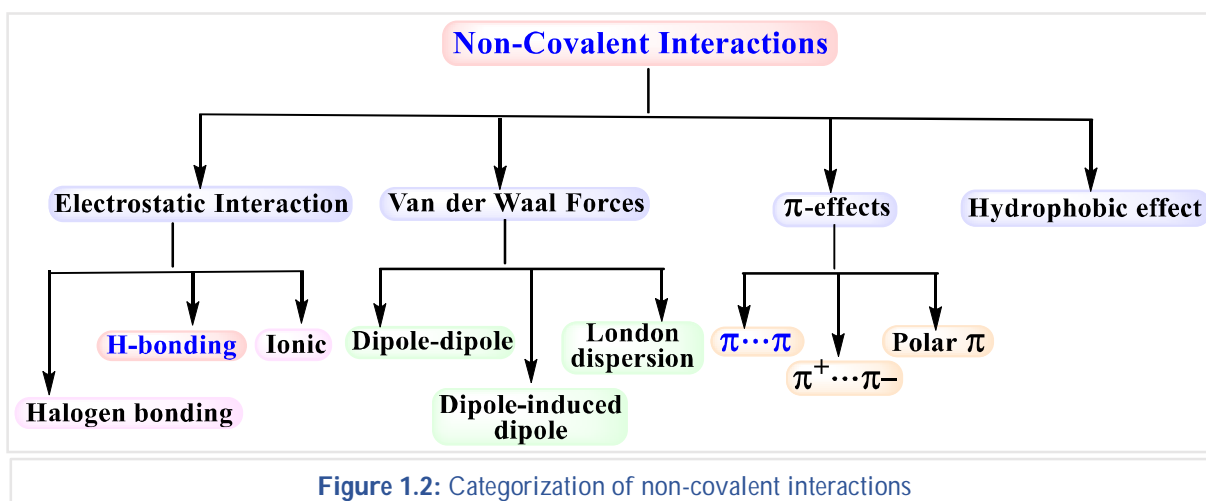 Non-Covalent Interactions
Electrostatic Interaction
Van der Waal Forces
π-effects
Hydrophobic effect
Halogen bonding
H-bonding
Ionic
Dipole-dipole
Dipole-induced
dipole
London
dispersion
π···π
π⁺···π–
Polar π
Figure 1.2: Categorization of non-covalent interactions